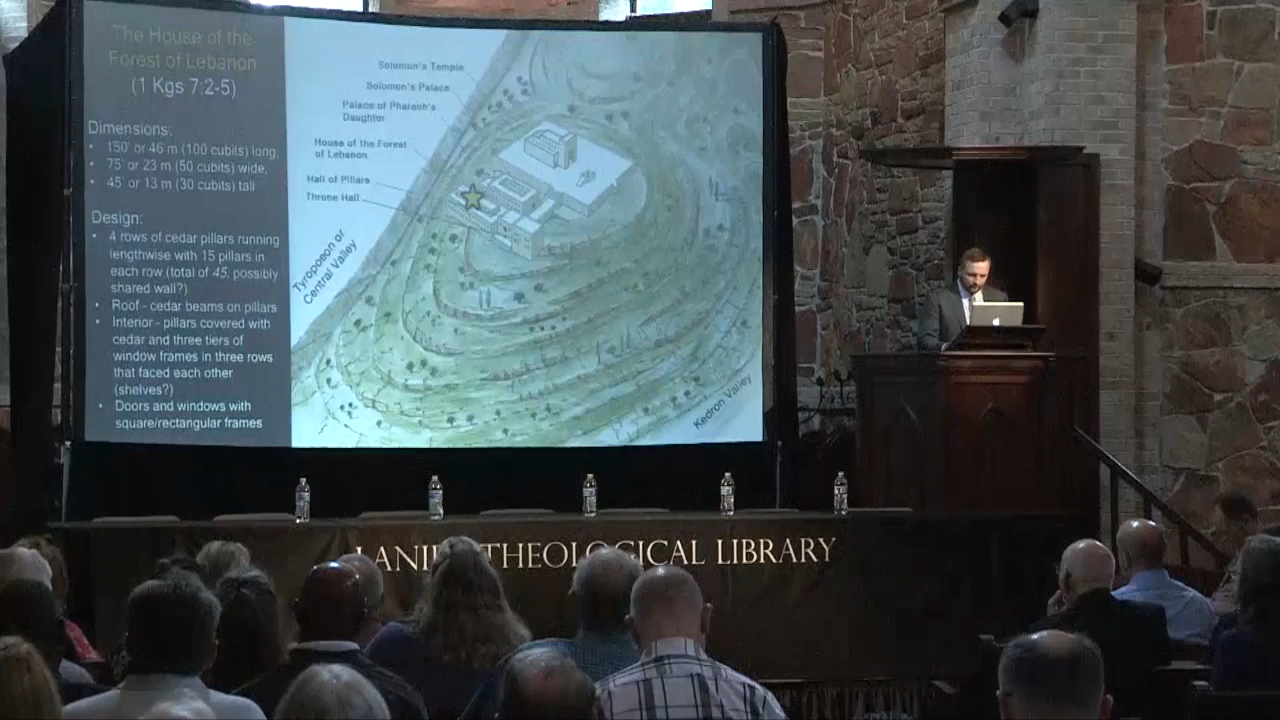 The House of the
Forest of Lebanon
(1 Kgs 7:2-5)
Dimensions:
• 150' or 46 m (100 cubits) long,
• 75' or 23 m (50 cubits) wide,
• 45' or 13 m (30 cubits) tall
Design:
• 4 rows of cedar pillars running
lengthwise with 15 pillars in
each row (total of 45, possibly
shared wall?)
• Roof - cedar beams on pillars
• Interior - pillars covered with
cedar and three tiers of
window frames in three rows
that faced each other
(shelves?)
• Doors and windows with
square/rectangular frames
Solomon's Temple
Solomon's Palace
Palace of Pharaoh's
Daughter
House of the Forest
of Lebanon
Hall of Pillars
Throne Hall
Tyropoeon or
Central Valley
Kedron Valley
LANIE THEOLOGICAL LIBRARY